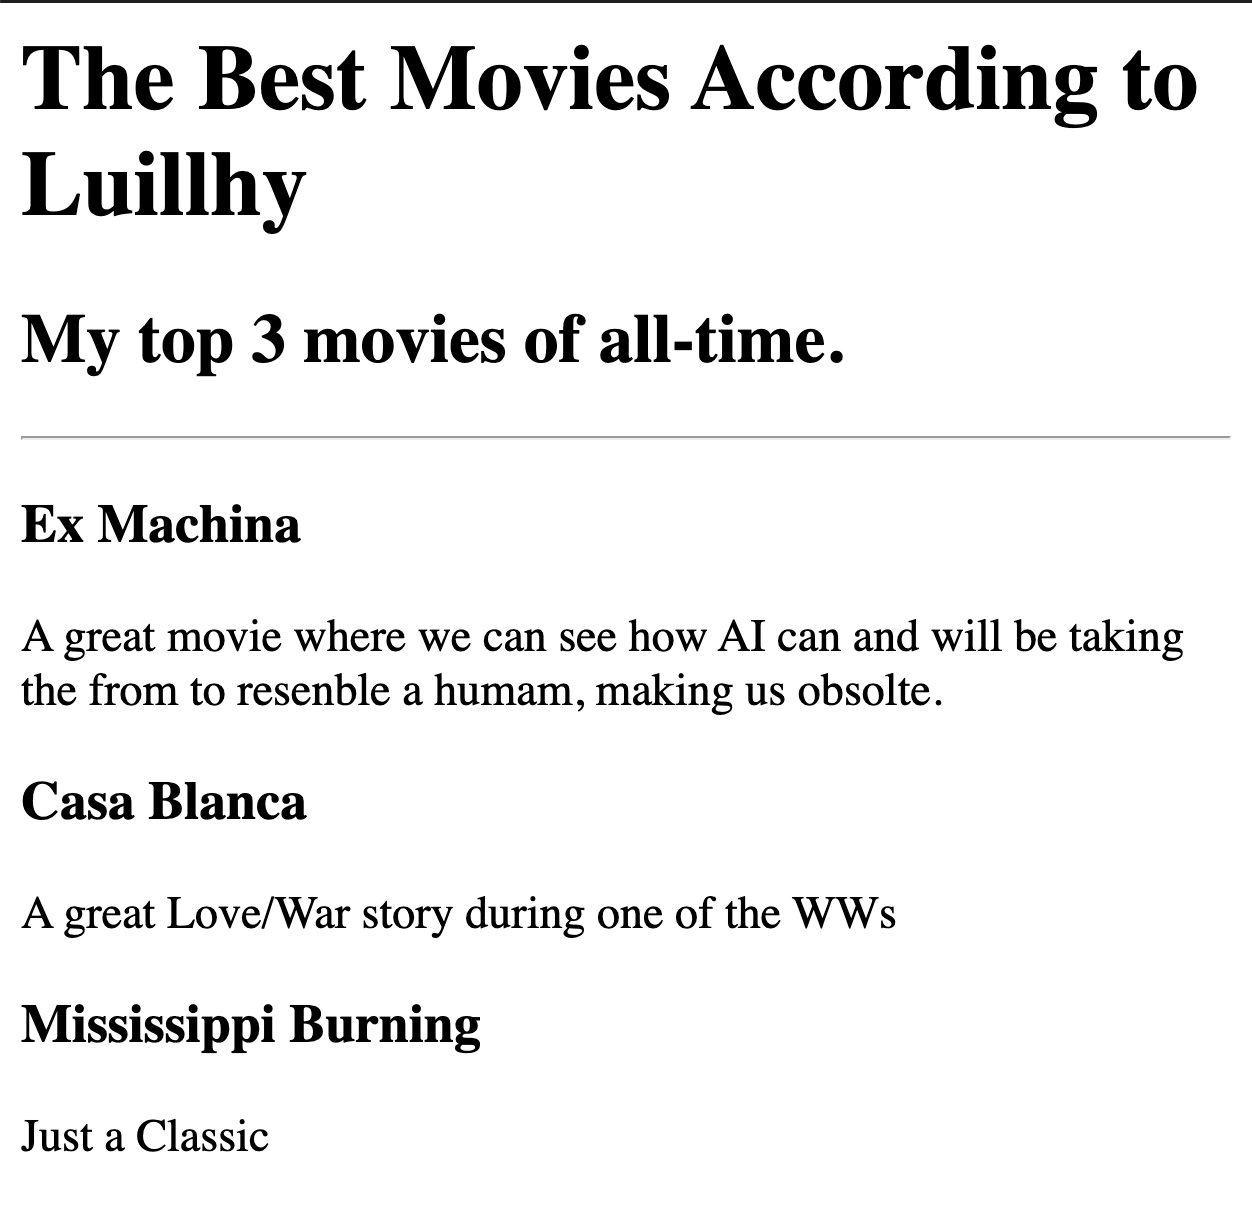 The Best Movies According to
Luillhy
My top 3 movies of all-time.
Ex Machina
A great movie where we can see how AI can and will be taking
the from to resenble a humam, making us obsolte.
Casa Blanca
A great Love/War story during one of the WWs
Mississippi Burning
Just a Classic